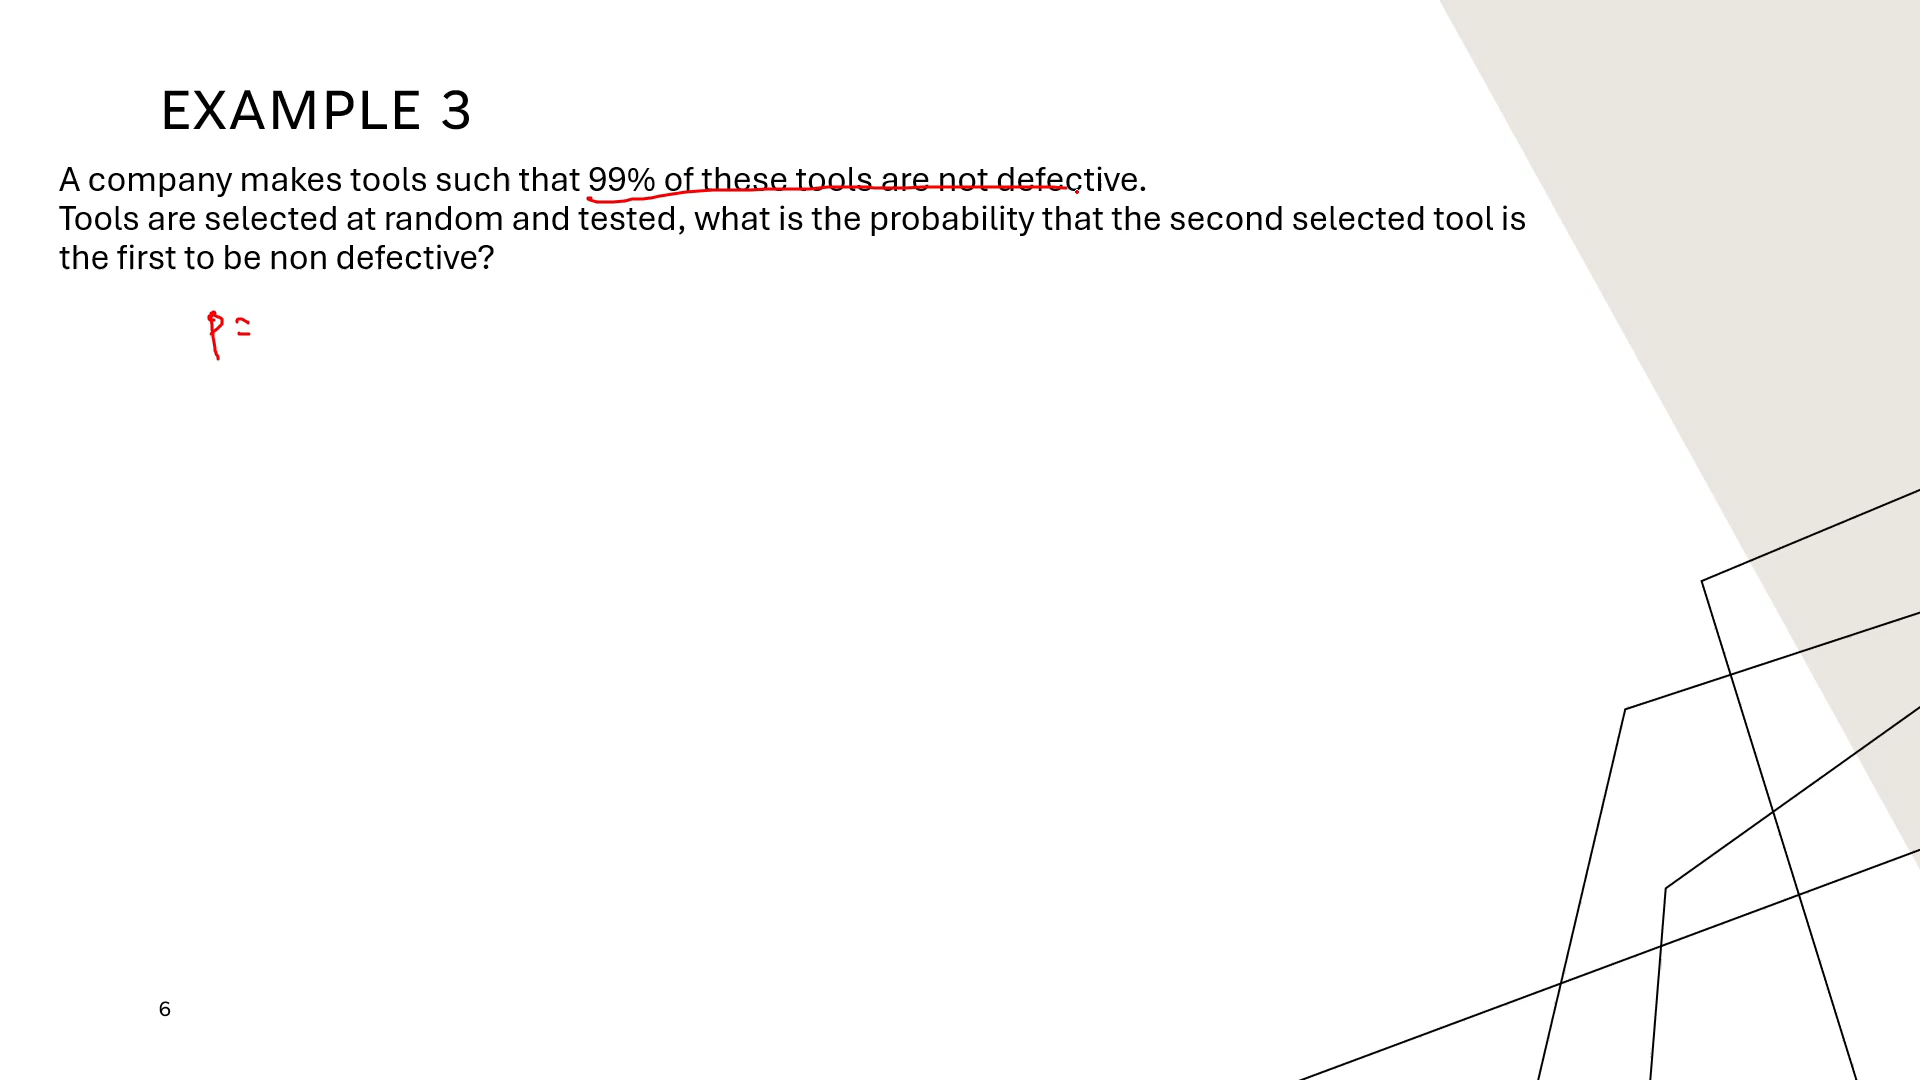 EXAMPLE 3
A company makes tools such that 99% of these tools are not defective.
Tools are selected at random and tested, what is the probability that the second selected tool is
the first to be non defective?
P =
6